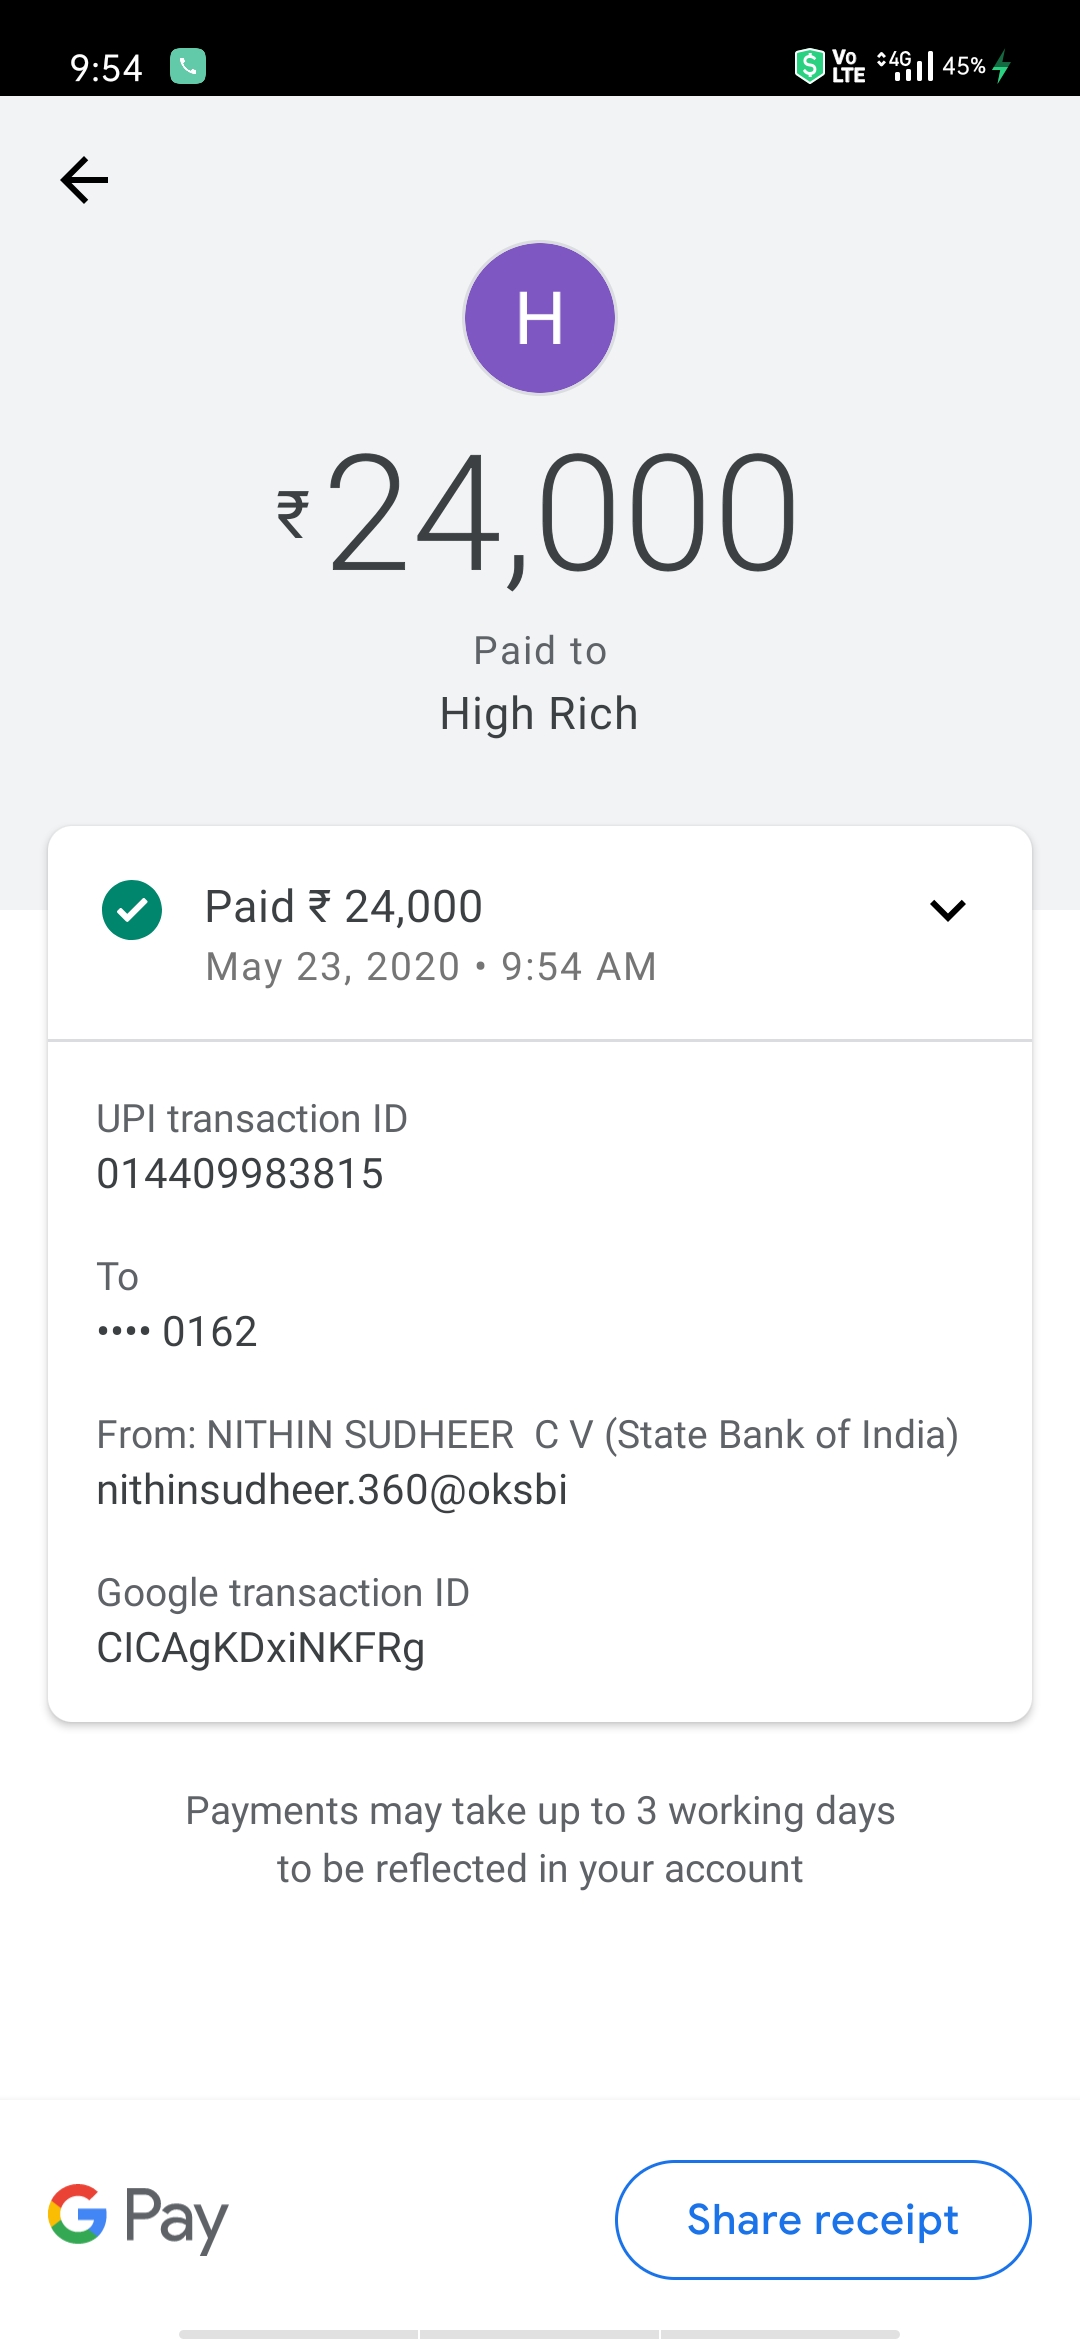 9:54
Vo LTE 4G 45%
H
₹24,000
Paid to
High Rich
Paid ₹ 24,000
May 23, 2020 • 9:54 AM
UPI transaction ID
014409983815
To
•••• 0162
From: NITHIN SUDHEER  C V (State Bank of India)
nithinsudheer.360@oksbi
Google transaction ID
CICAgKDxiNKFRg
Payments may take up to 3 working days
to be reflected in your account
G Pay
Share receipt